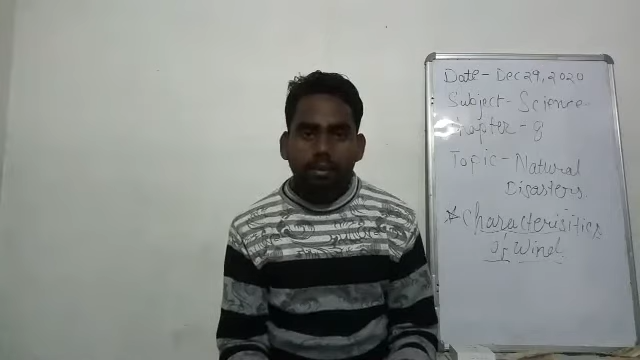 Date - Dec 29, 2020
Subject - Science
hapter - 8
Topic - Natural
Disasters.
* Characterisitics
of Wind.